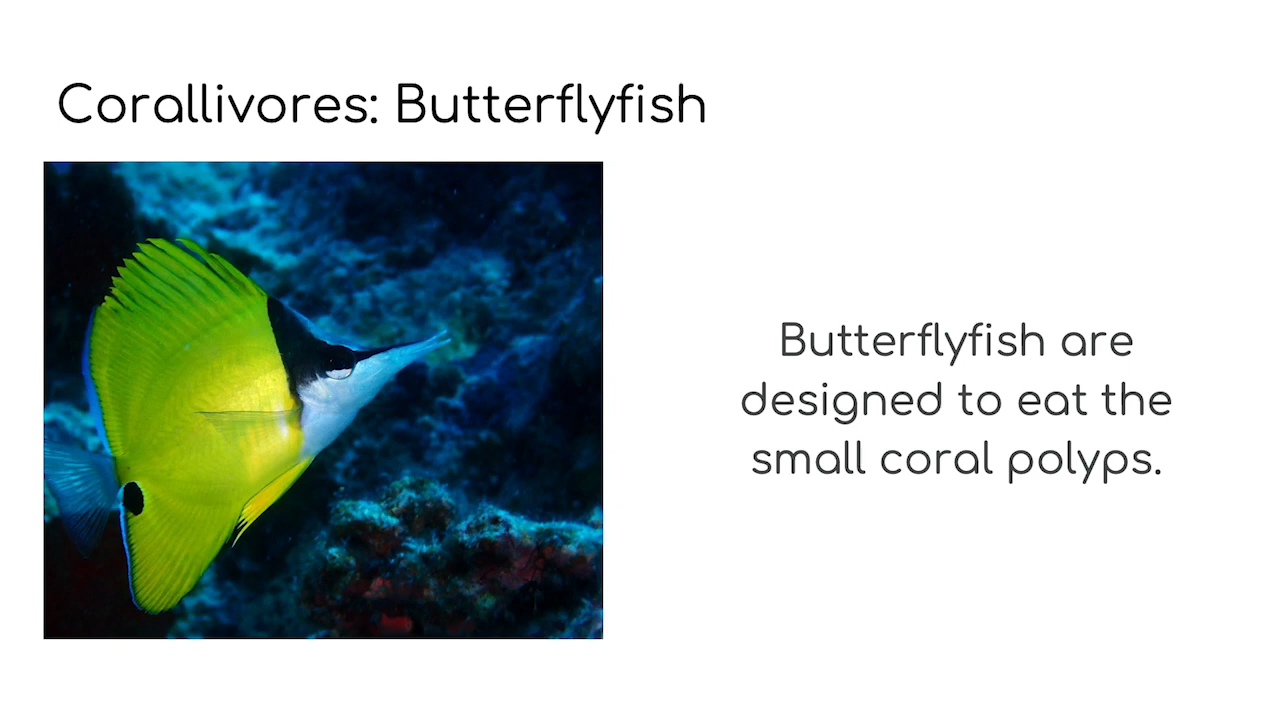 Corallivores: Butterflyfish
Butterflyfish are
designed to eat the
small coral polyps.